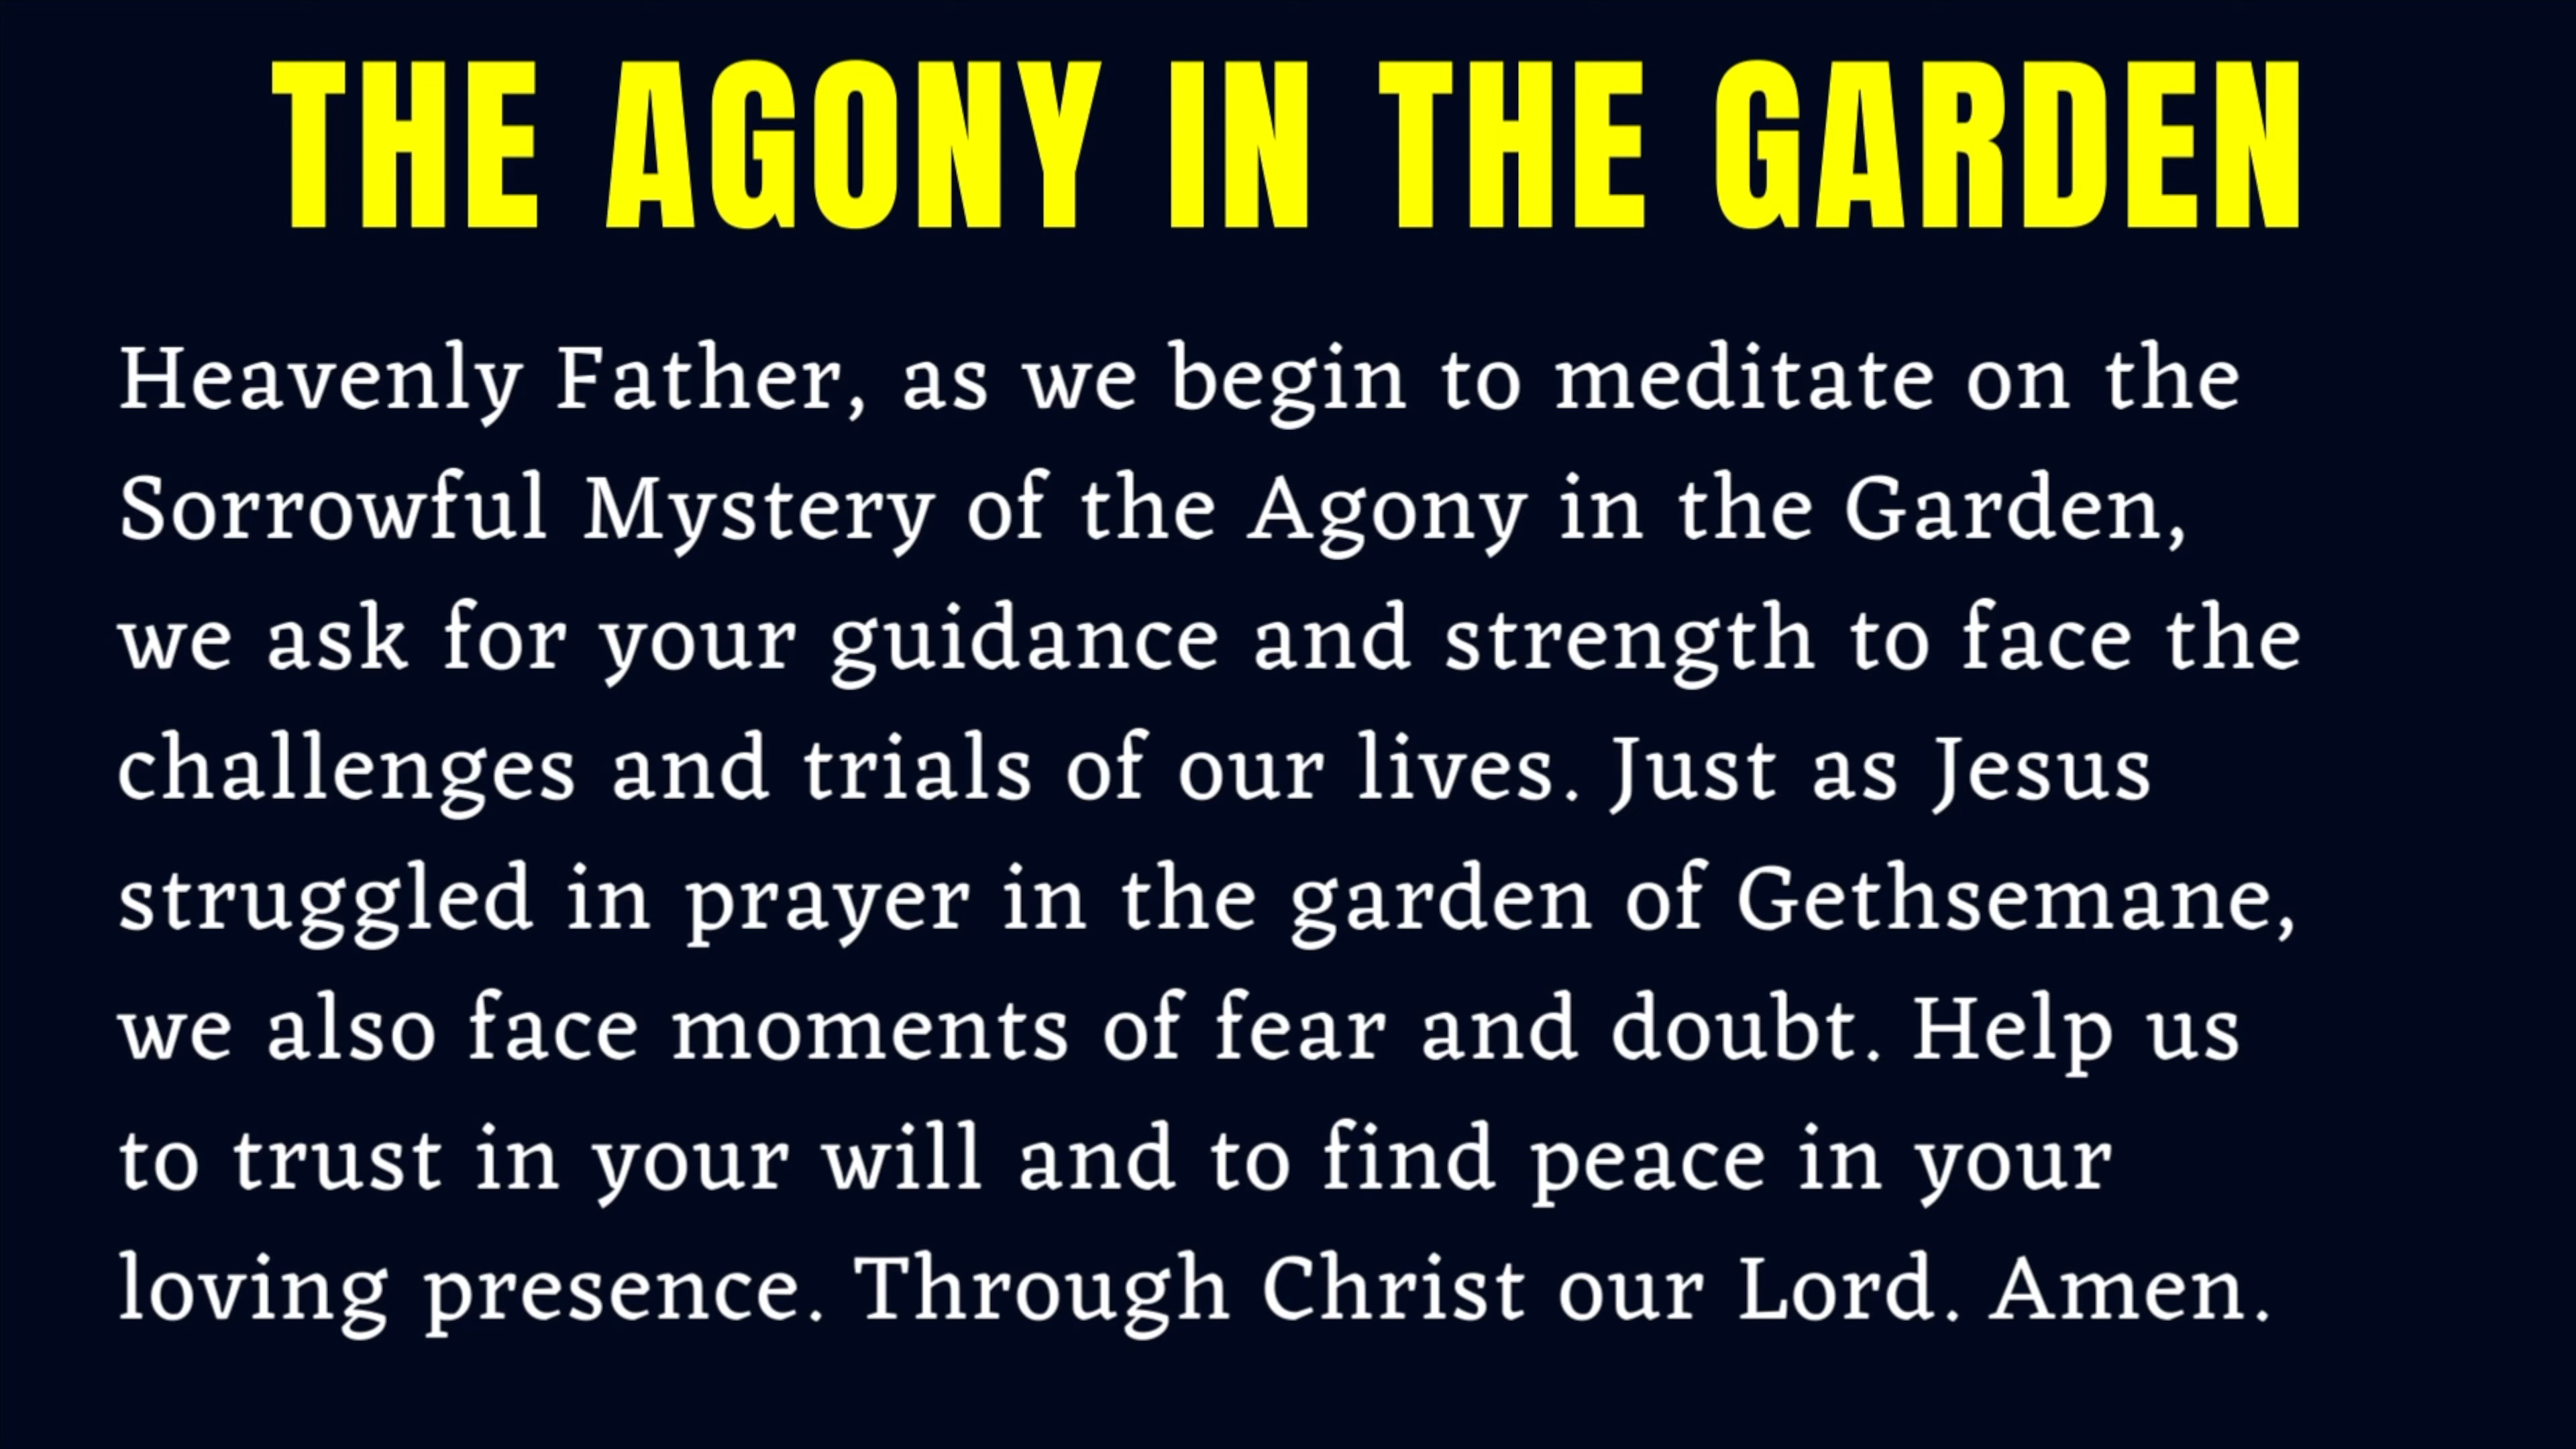 THE AGONY IN THE GARDEN
Heavenly Father, as we begin to meditate on the
Sorrowful Mystery of the Agony in the Garden,
we ask for your guidance and strength to face the
challenges and trials of our lives. Just as Jesus
struggled in prayer in the garden of Gethsemane,
we also face moments of fear and doubt. Help us
to trust in your will and to find peace in your
loving presence. Through Christ our Lord. Amen.